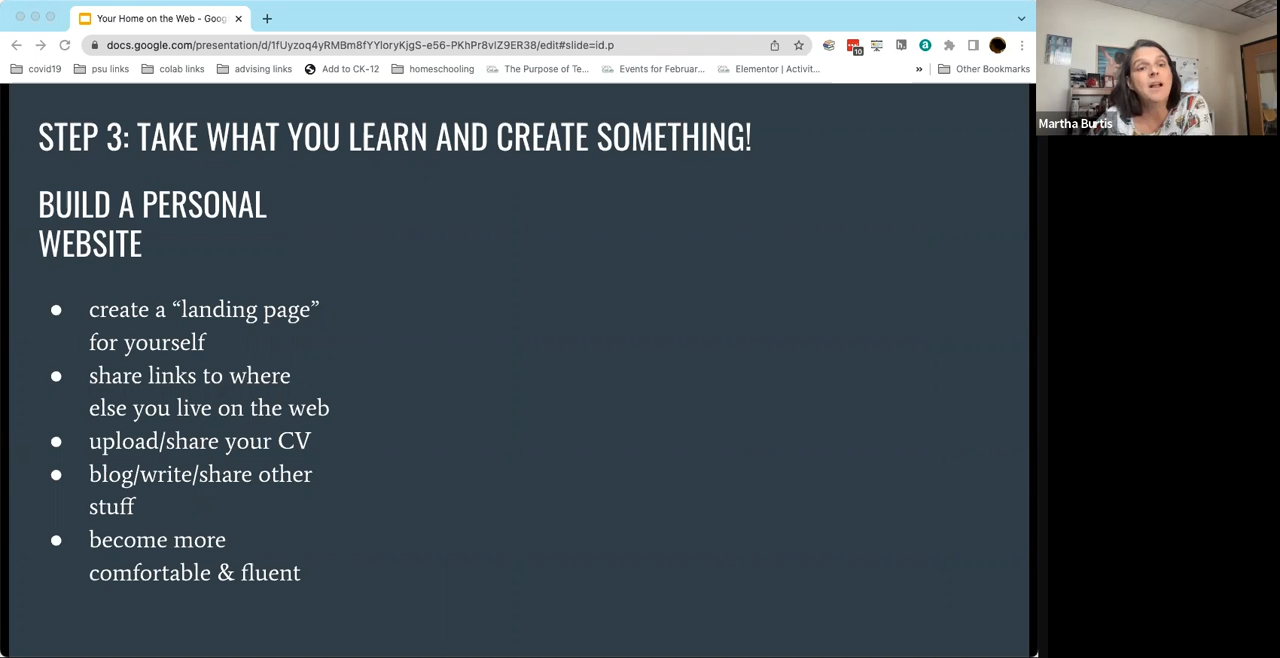 Your Home on the Web - Goog
docs.google.com/presentation/d/1fUyzoq4yRMBm8fYYloryKjgS-e56-PKhPr8vlZ9ER38/edit#slide=id.p
10
covid19
psu links
colab links
advising links
Add to CK-12
homeschooling
The Purpose of Te...
Events for Februar...
Elementor | Activit...
»
Other Bookmarks
Martha Burtis
STEP 3: TAKE WHAT YOU LEARN AND CREATE SOMETHING!
BUILD A PERSONAL
WEBSITE
● create a “landing page”
for yourself
● share links to where
else you live on the web
● upload/share your CV
● blog/write/share other
stuff
● become more
comfortable & fluent